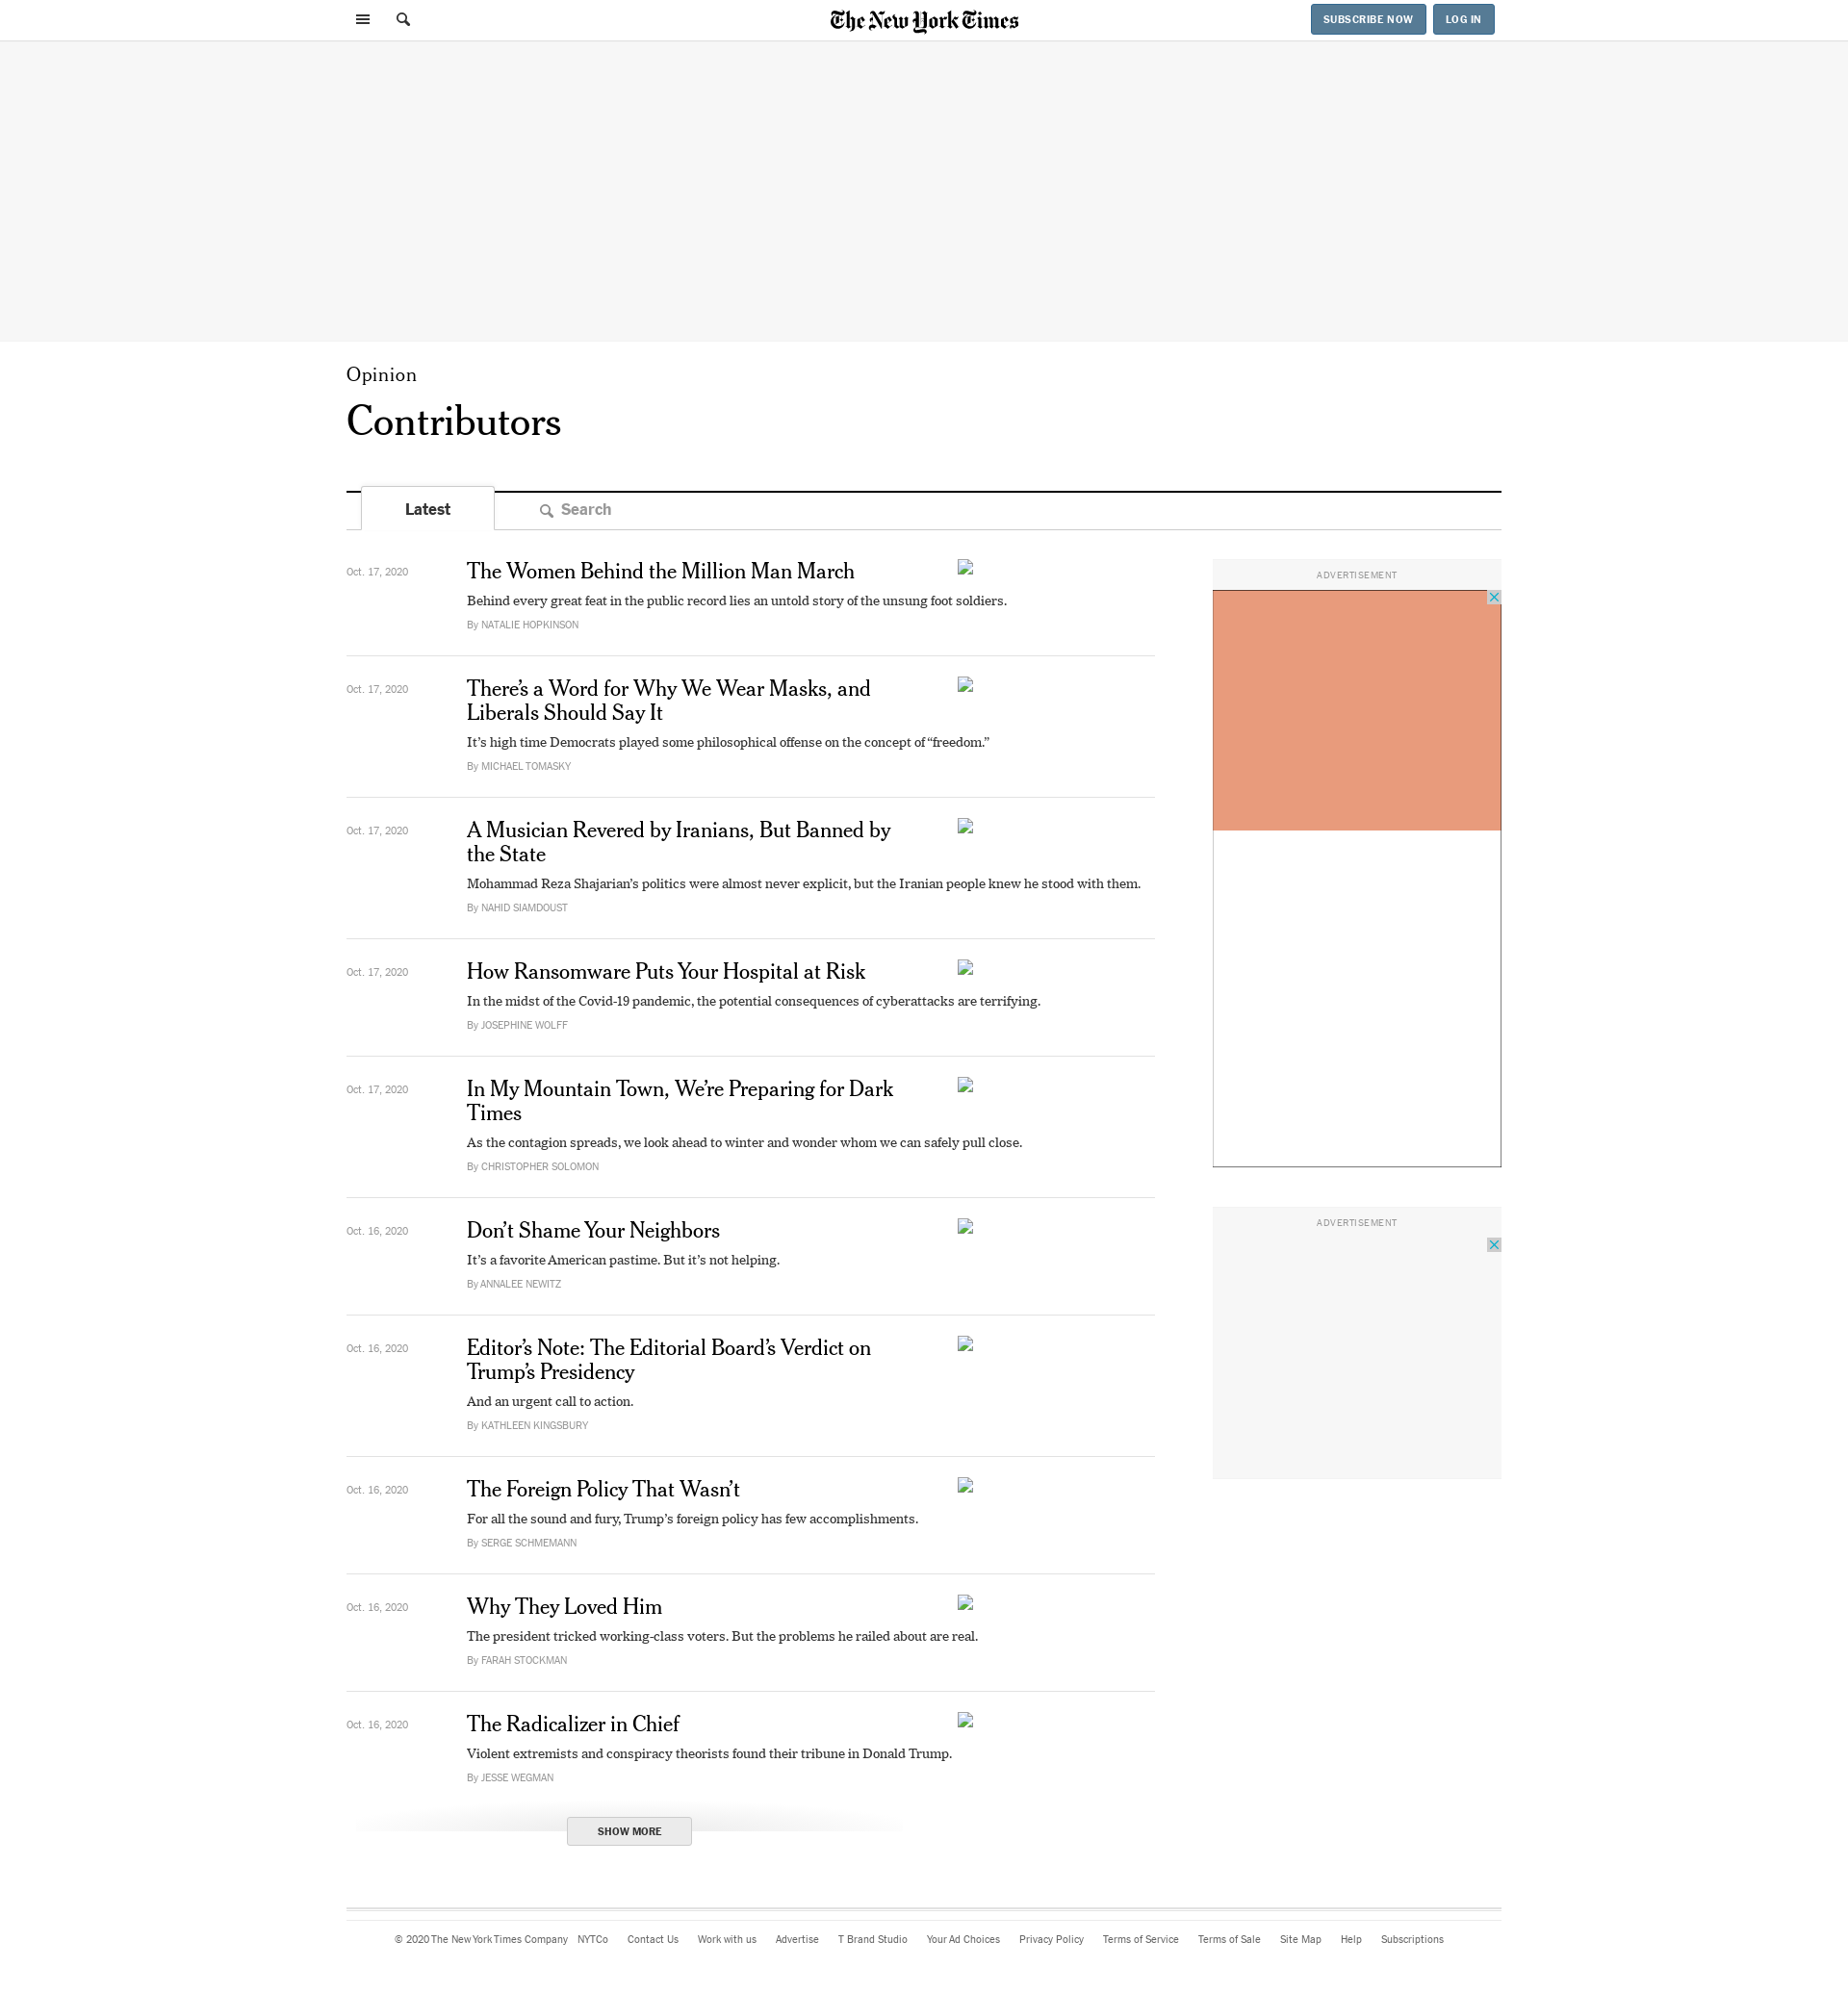 The New York Times
SUBSCRIBE NOW
LOG IN
Opinion
Contributors
Latest
Search
Oct. 17, 2020
The Women Behind the Million Man March
Behind every great feat in the public record lies an untold story of the unsung foot soldiers.
By NATALIE HOPKINSON
Oct. 17, 2020
There’s a Word for Why We Wear Masks, and
Liberals Should Say It
It’s high time Democrats played some philosophical offense on the concept of “freedom.”
By MICHAEL TOMASKY
Oct. 17, 2020
A Musician Revered by Iranians, But Banned by
the State
Mohammad Reza Shajarian’s politics were almost never explicit, but the Iranian people knew he stood with them.
By NAHID SIAMDOUST
Oct. 17, 2020
How Ransomware Puts Your Hospital at Risk
In the midst of the Covid-19 pandemic, the potential consequences of cyberattacks are terrifying.
By JOSEPHINE WOLFF
Oct. 17, 2020
In My Mountain Town, We’re Preparing for Dark
Times
As the contagion spreads, we look ahead to winter and wonder whom we can safely pull close.
By CHRISTOPHER SOLOMON
Oct. 16, 2020
Don’t Shame Your Neighbors
It’s a favorite American pastime. But it’s not helping.
By ANNALEE NEWITZ
Oct. 16, 2020
Editor’s Note: The Editorial Board’s Verdict on
Trump’s Presidency
And an urgent call to action.
By KATHLEEN KINGSBURY
Oct. 16, 2020
The Foreign Policy That Wasn’t
For all the sound and fury, Trump’s foreign policy has few accomplishments.
By SERGE SCHMEMANN
Oct. 16, 2020
Why They Loved Him
The president tricked working-class voters. But the problems he railed about are real.
By FARAH STOCKMAN
Oct. 16, 2020
The Radicalizer in Chief
Violent extremists and conspiracy theorists found their tribune in Donald Trump.
By JESSE WEGMAN
SHOW MORE
ADVERTISEMENT
ADVERTISEMENT
© 2020 The New York Times Company NYTCo Contact Us Work with us Advertise T Brand Studio Your Ad Choices Privacy Policy Terms of Service Terms of Sale Site Map Help Subscriptions